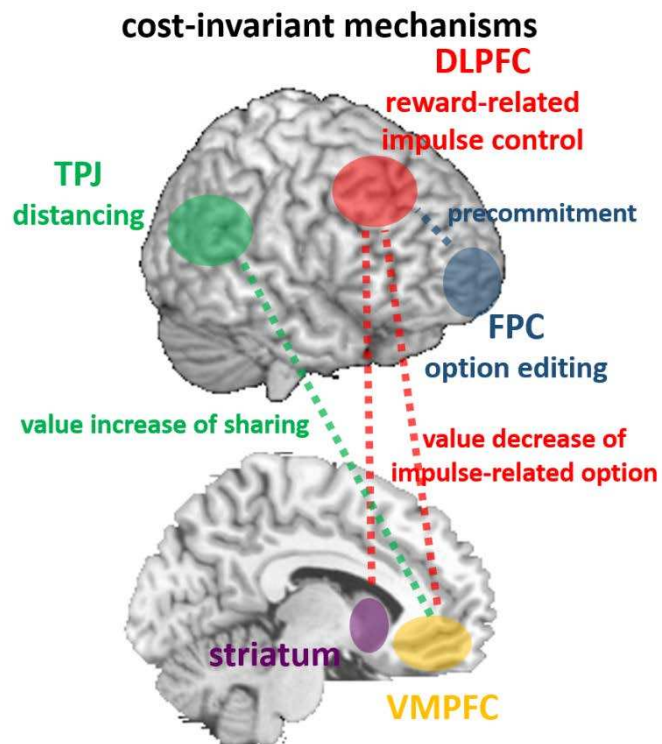 cost-invariant mechanisms
DLPFC
reward-related
impulse control
TPJ
distancing
precommitment
FPC
option editing
value increase of sharing
value decrease of
impulse-related option
striatum
VMPFC